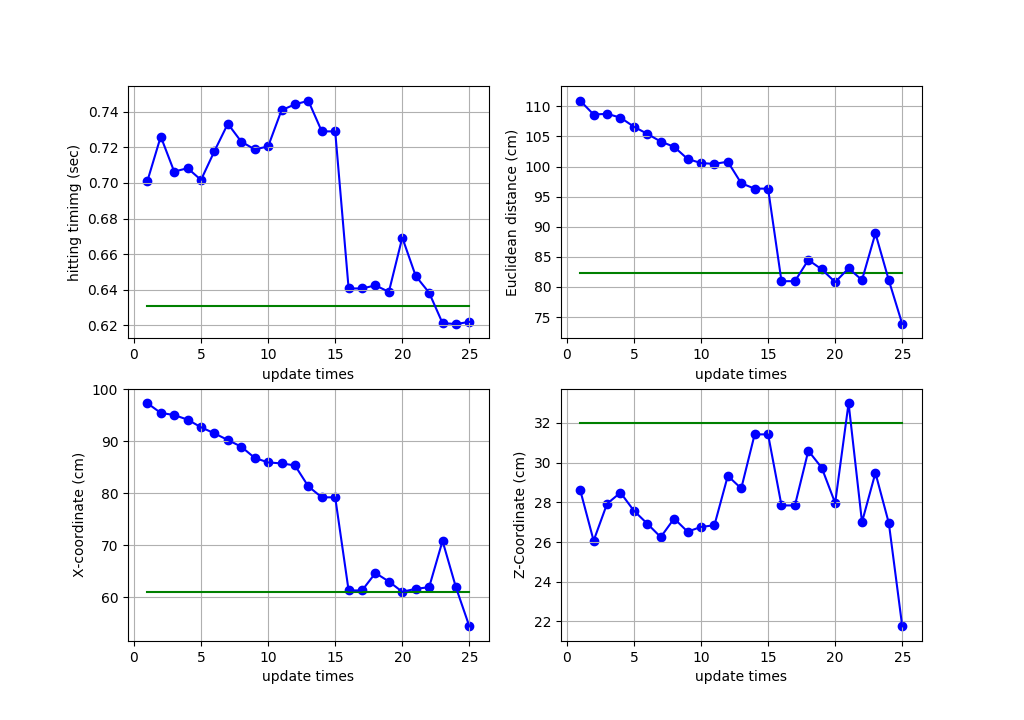 0.74
0.72
0.70
0.68
0.66
0.64
0.62
hitting timimg (sec)
0 5 10 15 20 25
update times
110
105
100
95
90
85
80
75
Euclidean distance (cm)
0 5 10 15 20 25
update times
100
90
80
70
60
X-coordinate (cm)
0 5 10 15 20 25
update times
32
30
28
26
24
22
Z-Coordinate (cm)
0 5 10 15 20 25
update times